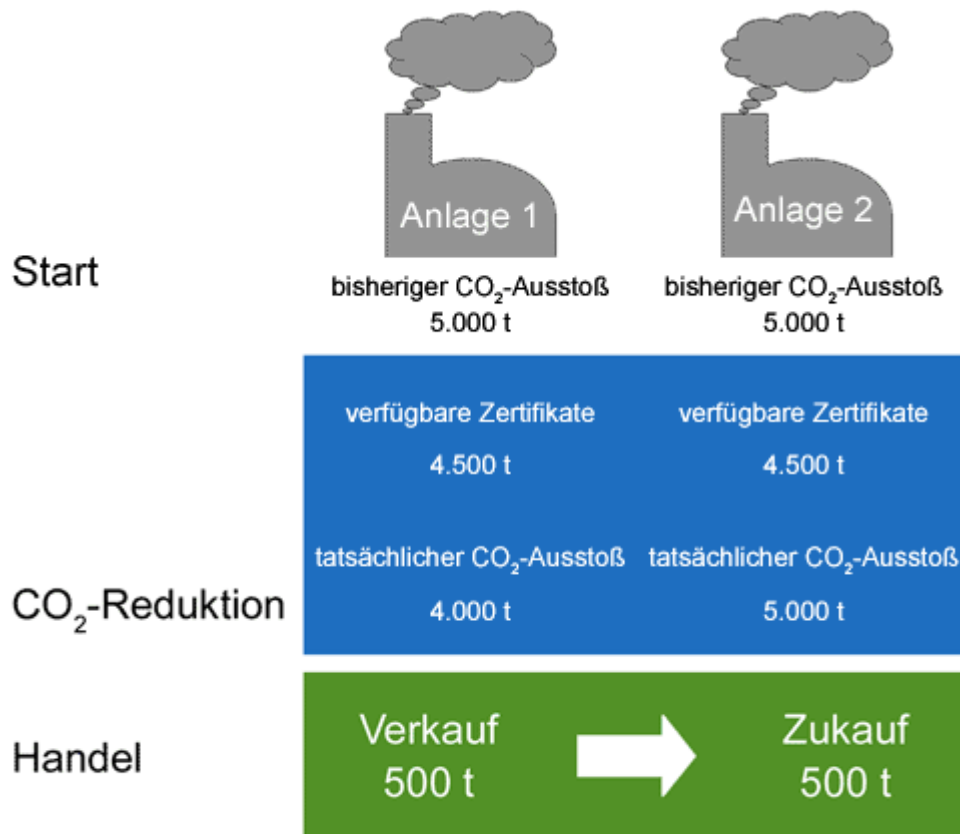 Anlage 1
Anlage 2
Start
bisheriger CO₂-Ausstoß
5.000 t
bisheriger CO₂-Ausstoß
5.000 t
verfügbare Zertifikate
4.500 t
verfügbare Zertifikate
4.500 t
CO₂-Reduktion
tatsächlicher CO₂-Ausstoß
4.000 t
tatsächlicher CO₂-Ausstoß
5.000 t
Handel
Verkauf
500 t
Zukauf
500 t